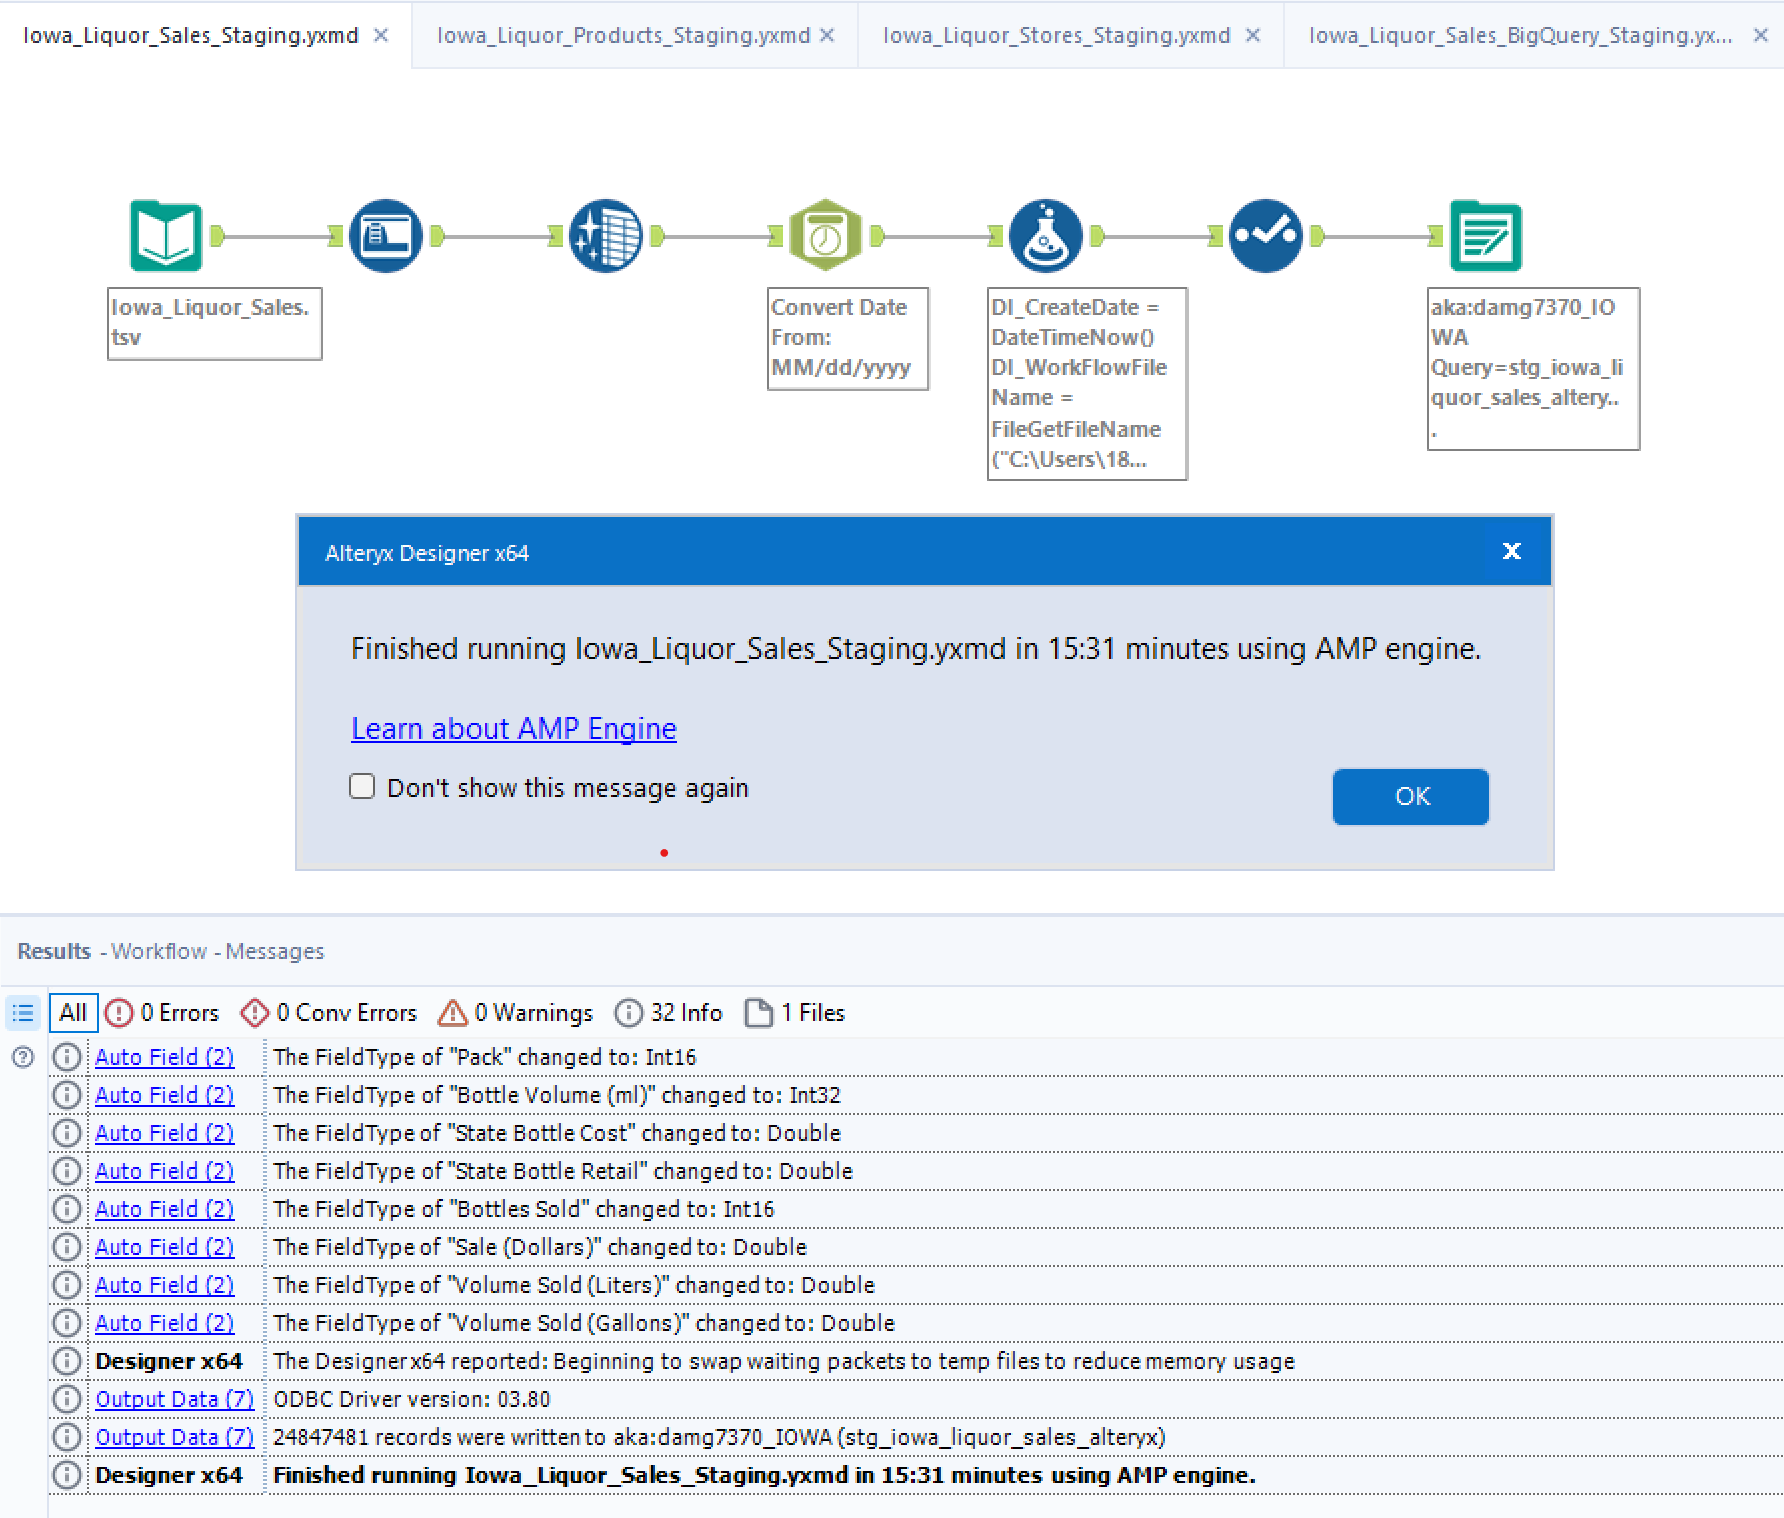 Iowa_Liquor_Sales_Staging.yxmd
Iowa_Liquor_Products_Staging.yxmd
Iowa_Liquor_Stores_Staging.yxmd
Iowa_Liquor_Sales_BigQuery_Staging.yx...
Iowa_Liquor_Sales.
tsv
Convert Date
From:
MM/dd/yyyy
DI_CreateDate =
DateTimeNow()
DI_WorkFlowFile
Name =
FileGetFileName
("C:\Users\18...
aka:damg7370_IO
WA
Query=stg_iowa_li
quor_sales_altery..
.
Alteryx Designer x64
Finished running Iowa_Liquor_Sales_Staging.yxmd in 15:31 minutes using AMP engine.
Learn about AMP Engine
Don't show this message again
OK
Results - Workflow - Messages
All 0 Errors 0 Conv Errors 0 Warnings 32 Info 1 Files
Auto Field (2) The FieldType of "Pack" changed to: Int16
Auto Field (2) The FieldType of "Bottle Volume (ml)" changed to: Int32
Auto Field (2) The FieldType of "State Bottle Cost" changed to: Double
Auto Field (2) The FieldType of "State Bottle Retail" changed to: Double
Auto Field (2) The FieldType of "Bottles Sold" changed to: Int16
Auto Field (2) The FieldType of "Sale (Dollars)" changed to: Double
Auto Field (2) The FieldType of "Volume Sold (Liters)" changed to: Double
Auto Field (2) The FieldType of "Volume Sold (Gallons)" changed to: Double
Designer x64 The Designer x64 reported: Beginning to swap waiting packets to temp files to reduce memory usage
Output Data (7) ODBC Driver version: 03.80
Output Data (7) 24847481 records were written to aka:damg7370_IOWA (stg_iowa_liquor_sales_alteryx)
Designer x64 Finished running Iowa_Liquor_Sales_Staging.yxmd in 15:31 minutes using AMP engine.